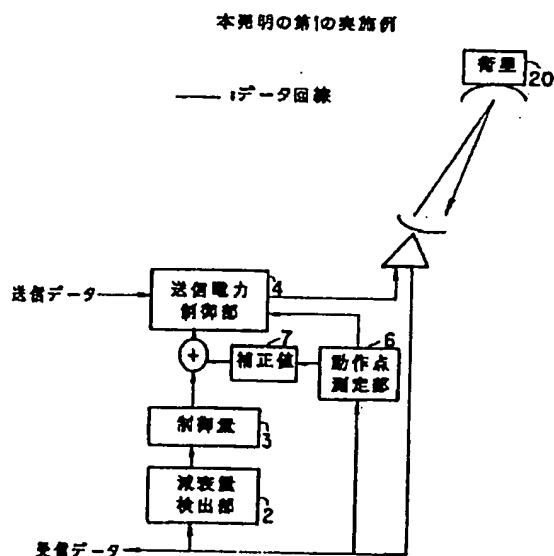 本発明の第1の実施例
衛星
20
——:データ回線
送信データ
送信電力
制御部
4
+
7
補正値
6
動作点
測定部
制御量
3
減衰量
検出部
2
受信データ